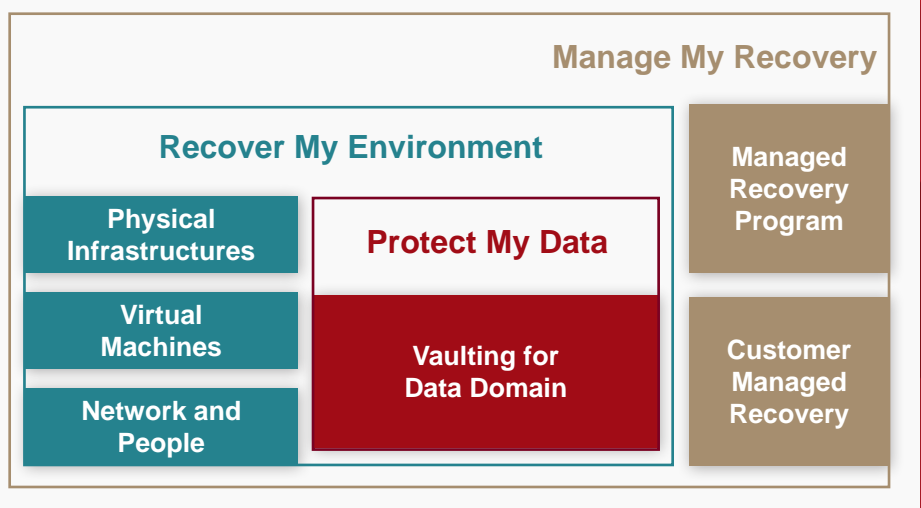 Manage My Recovery
Recover My Environment
Physical
Infrastructures
Virtual
Machines
Network and
People
Protect My Data
Vaulting for
Data Domain
Managed
Recovery
Program
Customer
Managed
Recovery